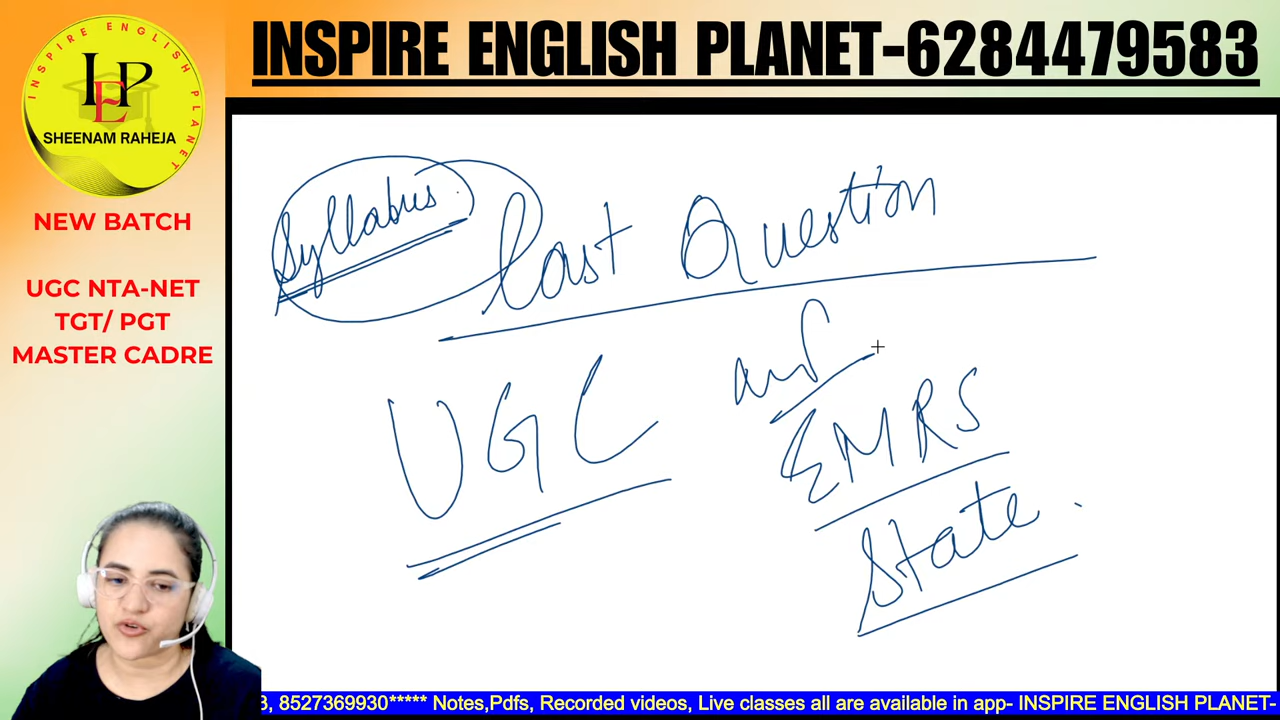 INSPIRE ENGLISH PLANET-6284479583
INSPIRE ENGLISH PLANET
IEP
SHEENAM RAHEJA
NEW BATCH
UGC NTA-NET
TGT/ PGT
MASTER CADRE
Syllabus.
Last Question
and
UGC
EMRS
State.
3, 8527369930***** Notes,Pdfs, Recorded videos, Live classes all are available in app- INSPIRE ENGLISH PLANET-